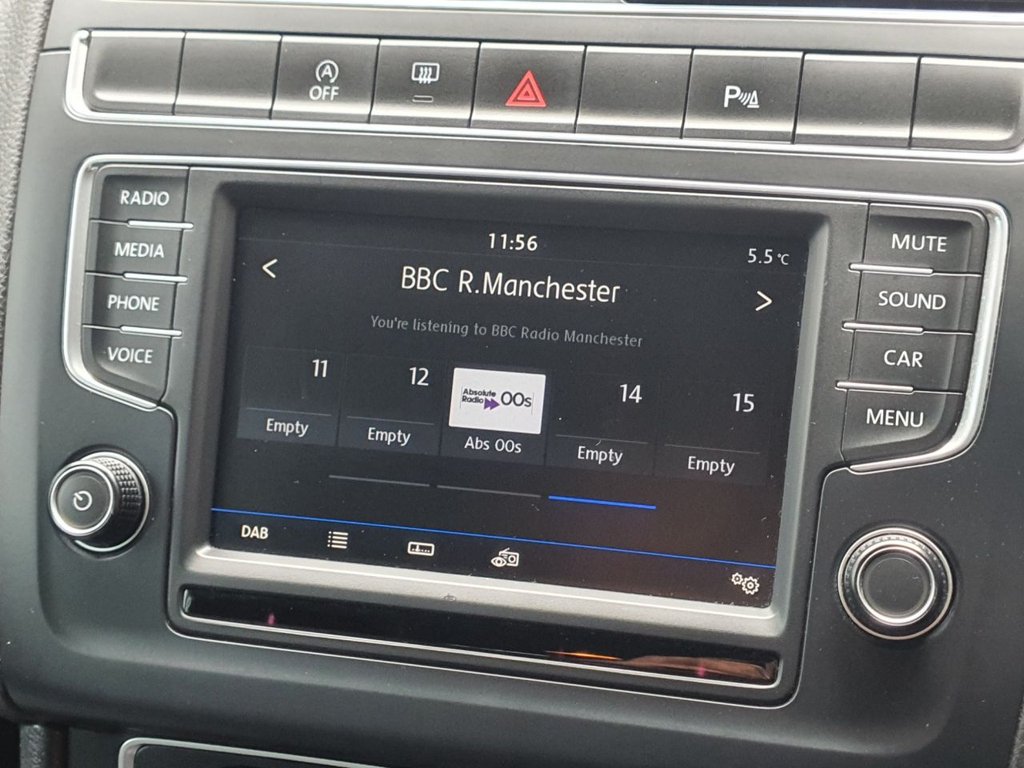 A
OFF
P
RADIO
MEDIA
PHONE
VOICE
11:56
5.5°C
<
BBC R.Manchester
>
You're listening to BBC Radio Manchester
11
12
Absolute
Radio 00s
14
15
Empty
Empty
Abs 00s
Empty
Empty
DAB
MUTE
SOUND
CAR
MENU